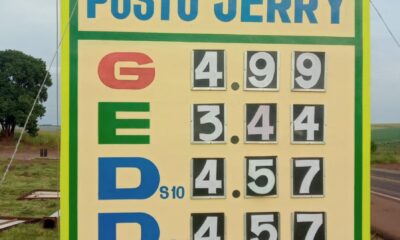 POSTO JERRY
G 4.99
E 3.44
D S10 4.57
D 4.57